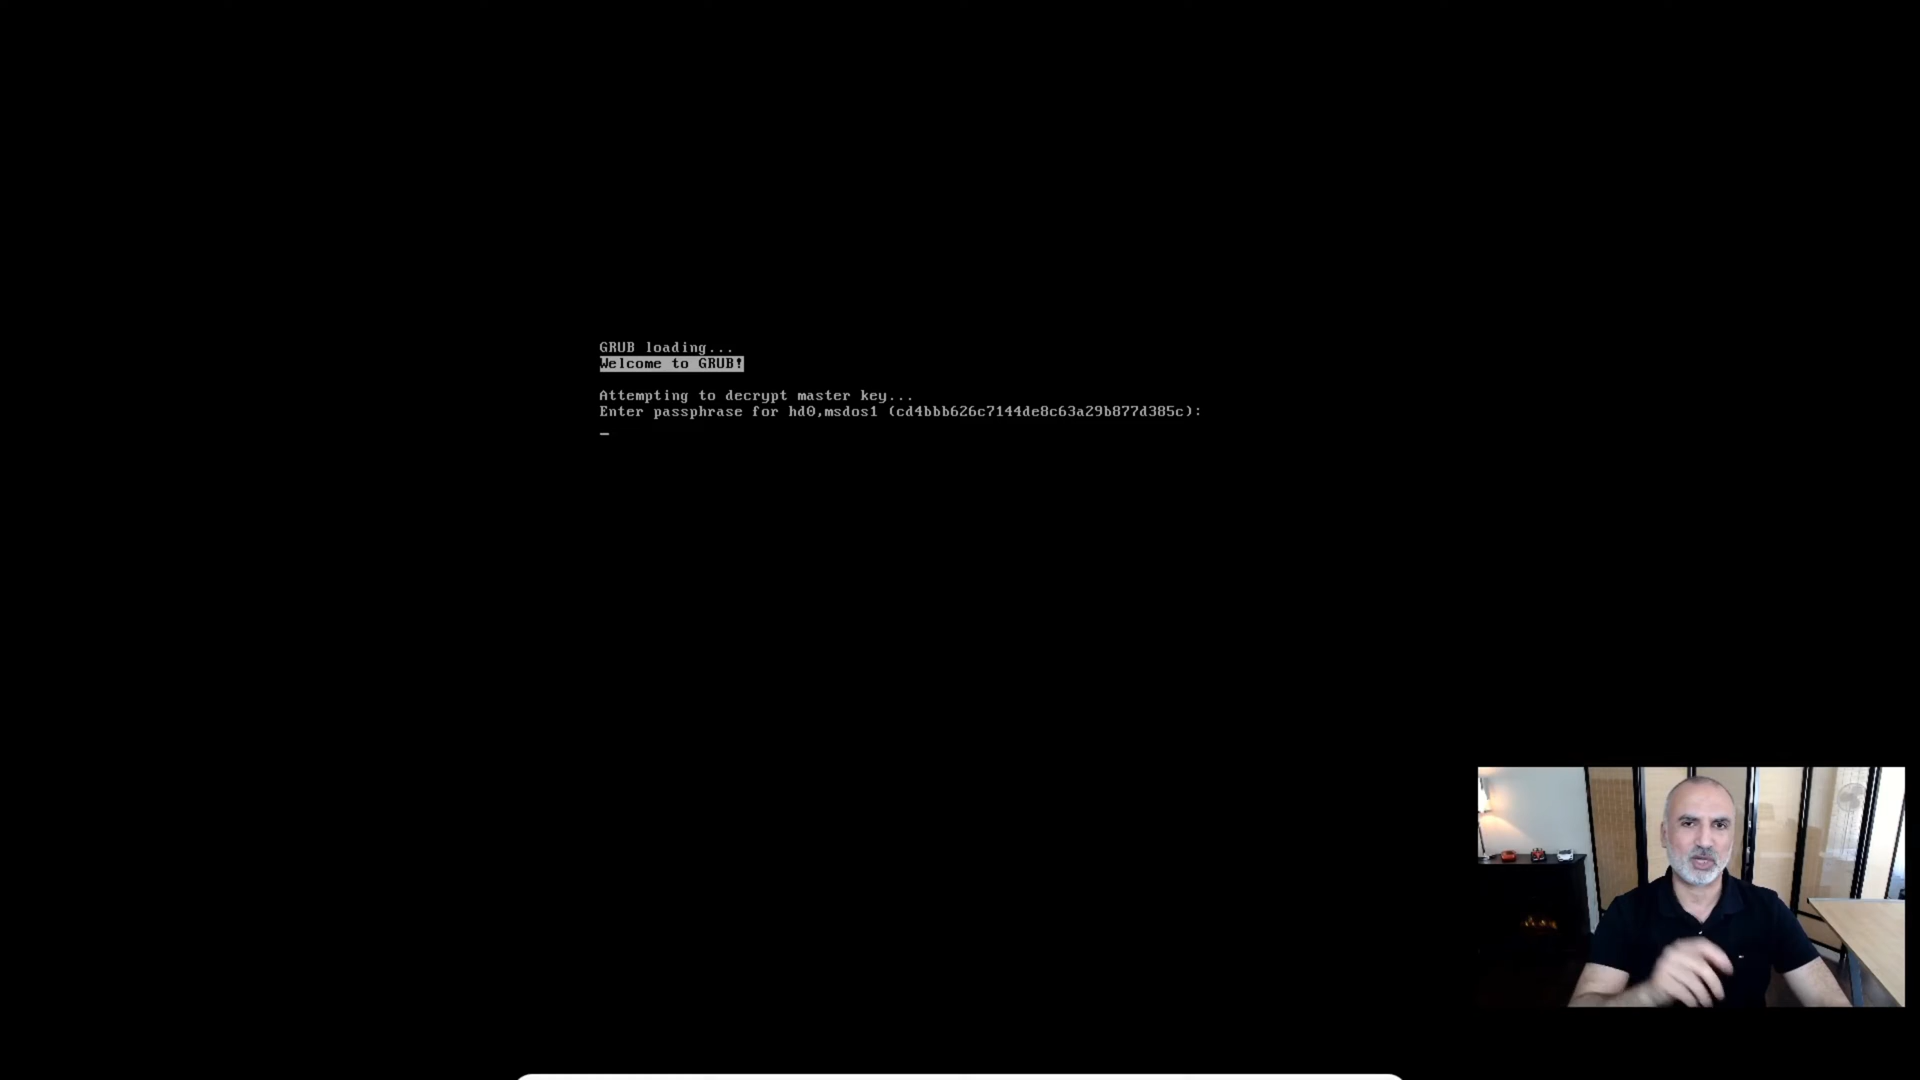 GRUB loading...
Welcome to GRUB!
Attempting to decrypt master key...
Enter passphrase for hd0,msdos1 (cd4bbb626c7144de8c63a29b877d385c):